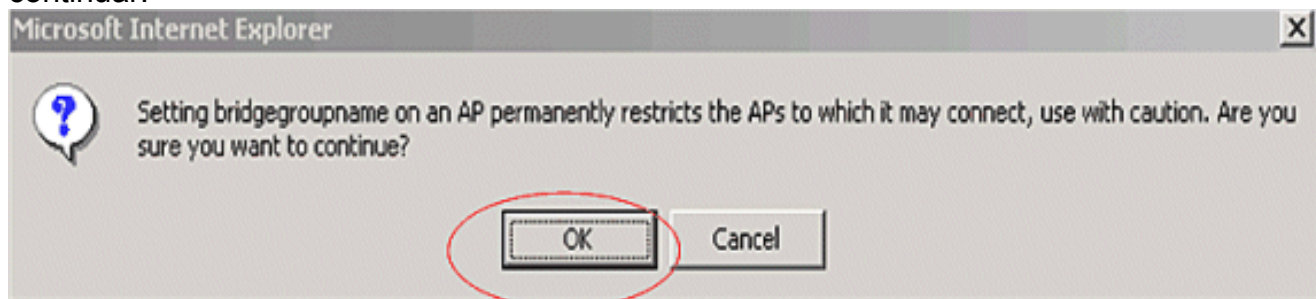 continuar.
Microsoft Internet Explorer
X
?
Setting bridgegroupname on an AP permanently restricts the APs to which it may connect, use with caution. Are you
sure you want to continue?
OK Cancel